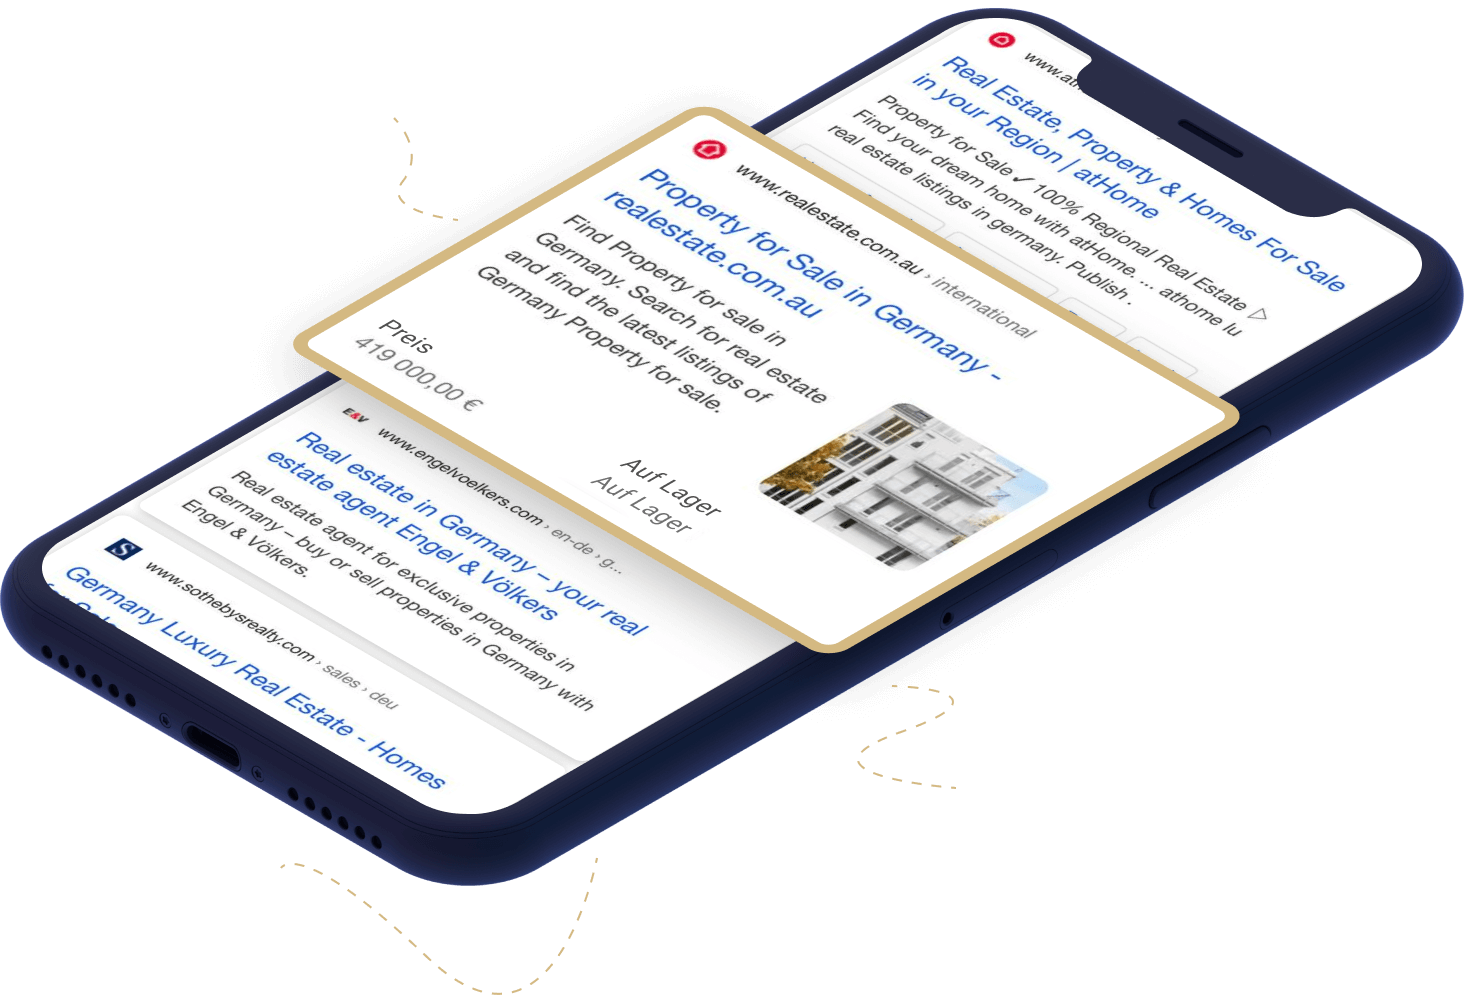 www.at
Real Estate, Property & Homes For Sale
in your Region | atHome
Property for Sale ✓ 100% Regional Real Estate ▷
Find your dream home with atHome. ... athome lu
real estate listings in germany. Publish .
www.realestate.com.au › international
Property for Sale in Germany -
realestate.com.au
Find Property for sale in
Germany. Search for real estate
and find the latest listings of
Germany Property for sale.
Preis
419 000,00 €
Auf Lager
Auf Lager
E&V
www.engelvoelkers.com › en-de › g...
Real estate in Germany – your real
estate agent Engel & Völkers
Real estate agent for exclusive properties in
Germany – buy or sell properties in Germany with
Engel & Völkers.
S
www.sothebysrealty.com › sales › deu
Germany Luxury Real Estate - Homes